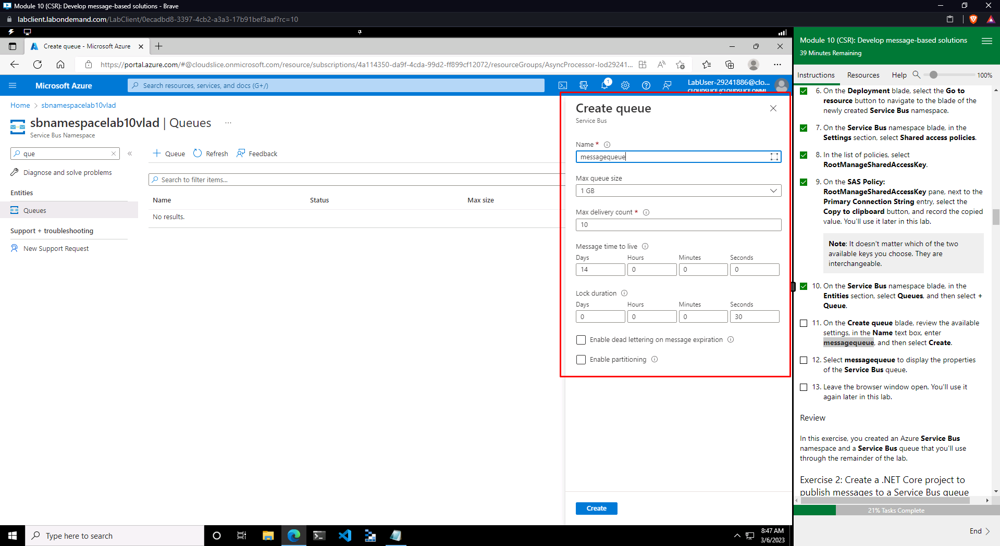 Module 10 (CSR): Develop message-based solutions - Brave
labclient.labondemand.com/LabClient/0ecadbd8-3397-4cb2-a3a3-17b91bef3aaf?rc=10
Create queue - Microsoft Azure
https://portal.azure.com/#@cloudslice.onmicrosoft.com/resource/subscriptions/4a114350-da9f-4cda-99d2-ff899cf12072/resourceGroups/AsyncProcessor-lod29241...
Microsoft Azure
Search resources, services, and docs (G+/)
1
LabUser-29241886@clo...
CLOUDSLICE (CLOUDSLICE.ONMI...
Home > sbnamespacelab10vlad
sbnamespacelab10vlad | Queues ...
Service Bus Namespace
que
Diagnose and solve problems
Entities
Queues
Support + troubleshooting
New Support Request
+ Queue Refresh Feedback
Search to filter items...
Name Status Max size
No results.
Create queue
Service Bus
Name *
messagequeue
Max queue size
1 GB
Max delivery count *
10
Message time to live
Days Hours Minutes Seconds
14 0 0 0
Lock duration
Days Hours Minutes Seconds
0 0 0 30
Enable dead lettering on message expiration
Enable partitioning
Create
Module 10 (CSR): Develop message-based solutions
39 Minutes Remaining
Instructions Resources Help 100%
6. On the Deployment blade, select the Go to
resource button to navigate to the blade of the
newly created Service Bus namespace.
7. On the Service Bus namespace blade, in the
Settings section, select Shared access policies.
8. In the list of policies, select
RootManageSharedAccessKey.
9. On the SAS Policy:
RootManageSharedAccessKey pane, next to the
Primary Connection String entry, select the
Copy to clipboard button, and record the copied
value. You'll use it later in this lab.
Note: It doesn't matter which of the two
available keys you choose. They are
interchangeable.
10. On the Service Bus namespace blade, in the
Entities section, select Queues, and then select +
Queue.
11. On the Create queue blade, review the available
settings, in the Name text box, enter
messagequeue, and then select Create.
12. Select messagequeue to display the properties
of the Service Bus queue.
13. Leave the browser window open. You'll use it
again later in this lab.
Review
In this exercise, you created an Azure Service Bus
namespace and a Service Bus queue that you'll use
through the remainder of the lab.
Exercise 2: Create a .NET Core project to
publish messages to a Service Bus queue
21% Tasks Complete
End
Type here to search
8:47 AM
3/6/2023